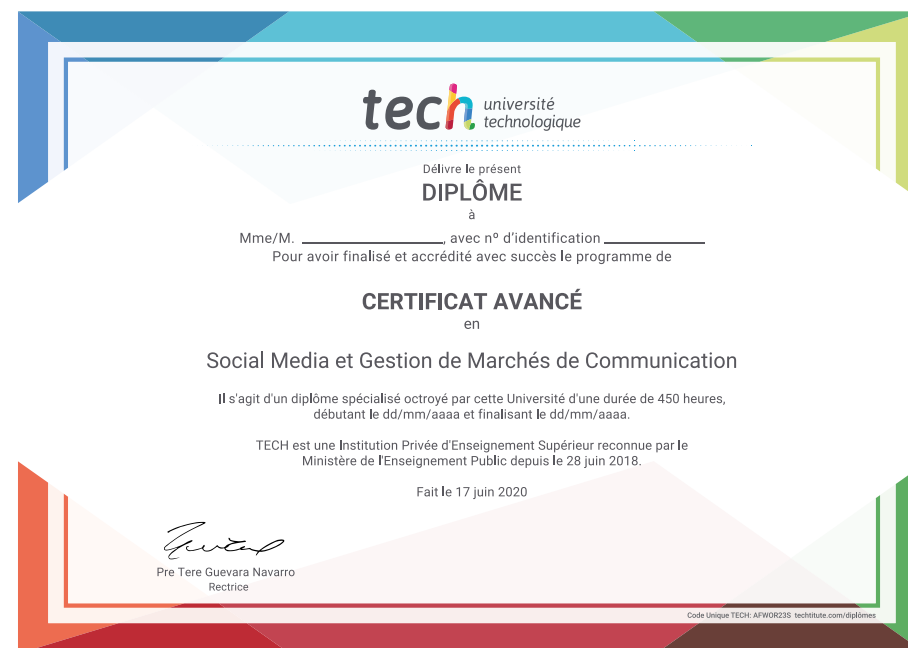 tech université
technologique
Délivre le présent
DIPLÔME
à
Mme/M. ____________________, avec nº d'identification ______________
Pour avoir finalisé et accrédité avec succès le programme de
CERTIFICAT AVANCÉ
en
Social Media et Gestion de Marchés de Communication
Il s'agit d'un diplôme spécialisé octroyé par cette Université d'une durée de 450 heures,
débutant le dd/mm/aaaa et finalisant le dd/mm/aaaa.
TECH est une Institution Privée d'Enseignement Supérieur reconnue par le
Ministère de l'Enseignement Public depuis le 28 juin 2018.
Fait le 17 juin 2020
Pre Tere Guevara Navarro
Rectrice
Code Unique TECH: AFWOR23S techtitute.com/diplômes